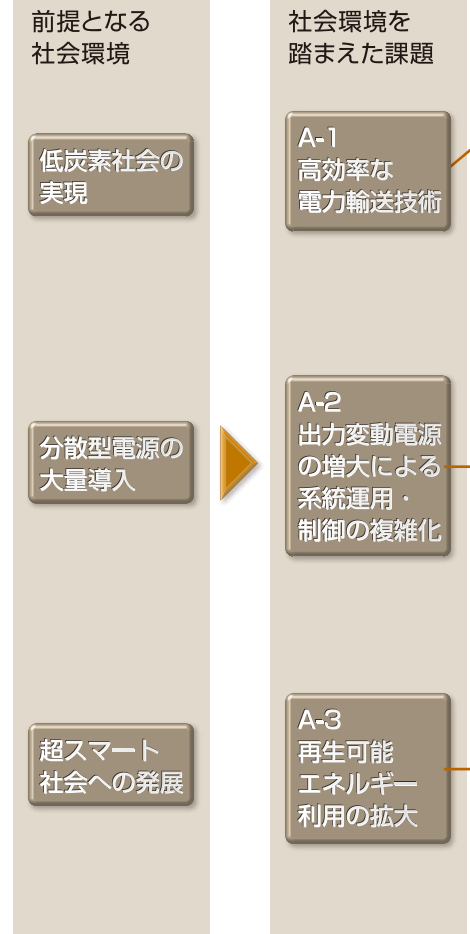 前提となる
社会環境
低炭素社会の
実現
分散型電源の
大量導入
超スマート
社会への発展
社会環境を
踏まえた課題
A-1
高効率な
電力輸送技術
A-2
出力変動電源
の増大による
系統運用・
制御の複雑化
A-3
再生可能
エネルギー
利用の拡大